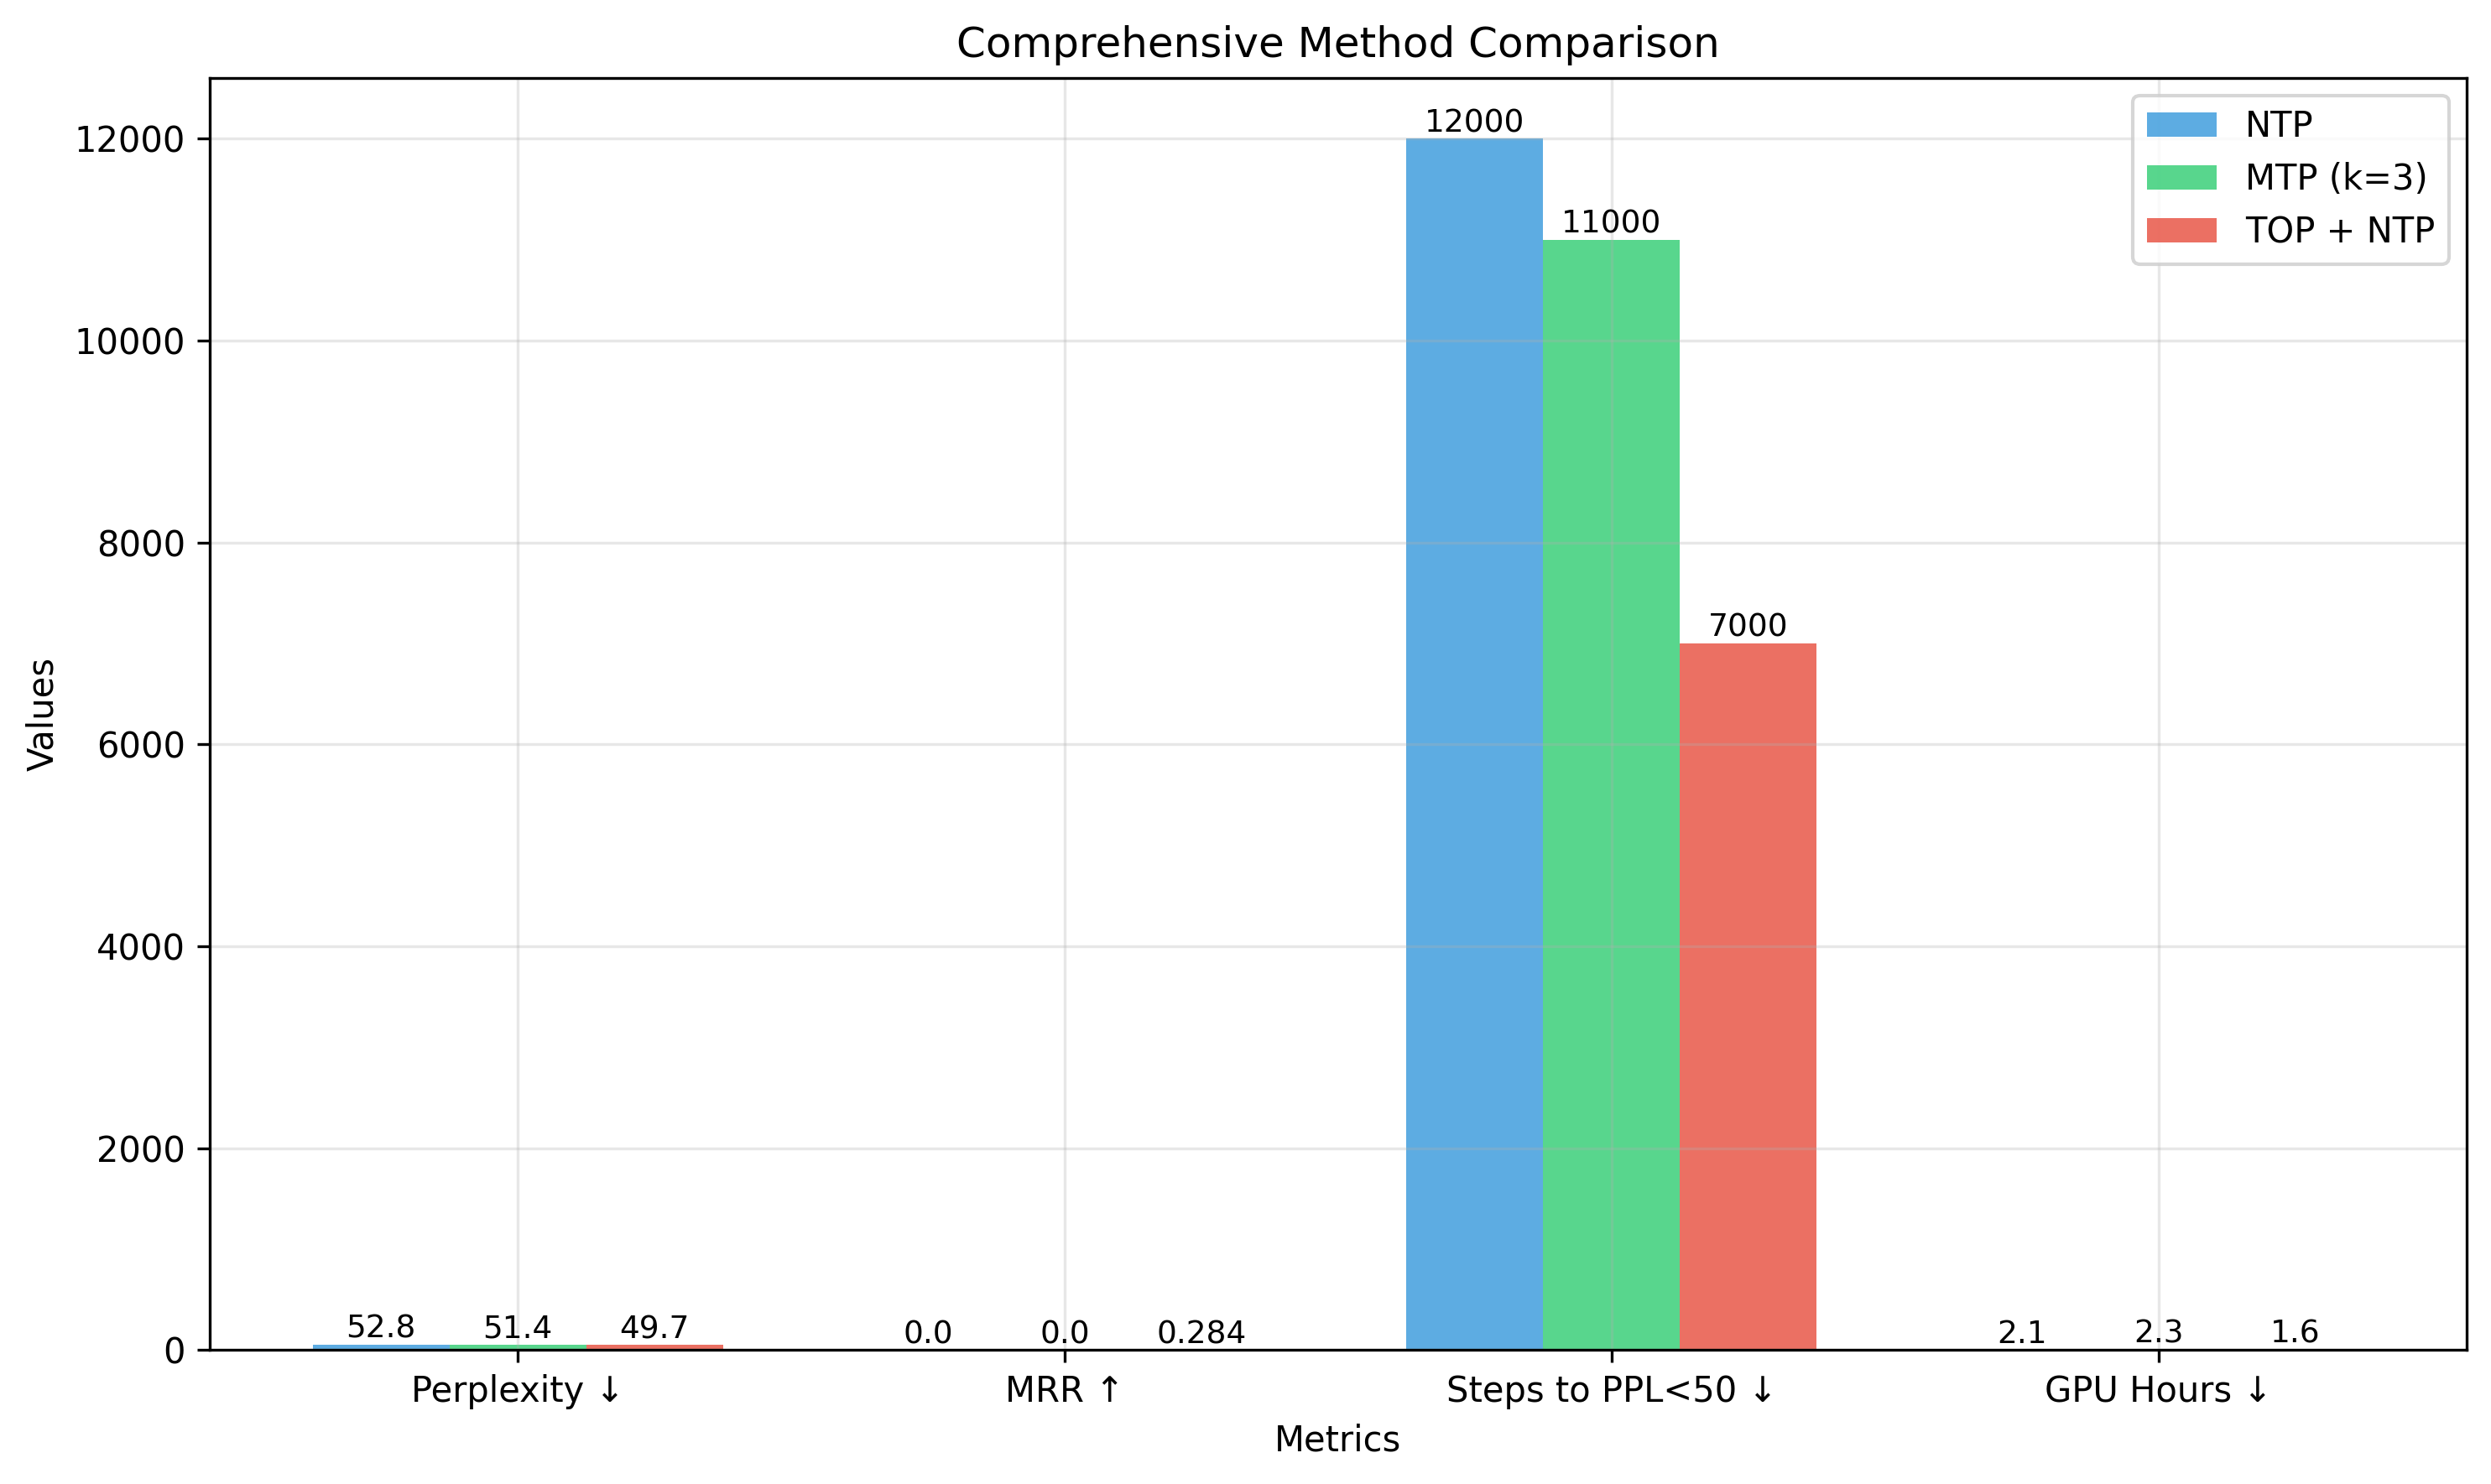 Comprehensive Method Comparison
NTP
MTP (k=3)
TOP + NTP
Values
12000
10000
8000
6000
4000
2000
0
52.8
51.4
49.7
0.0
0.0
0.284
12000
11000
7000
2.1
2.3
1.6
Perplexity ↓
MRR ↑
Steps to PPL<50 ↓
GPU Hours ↓
Metrics